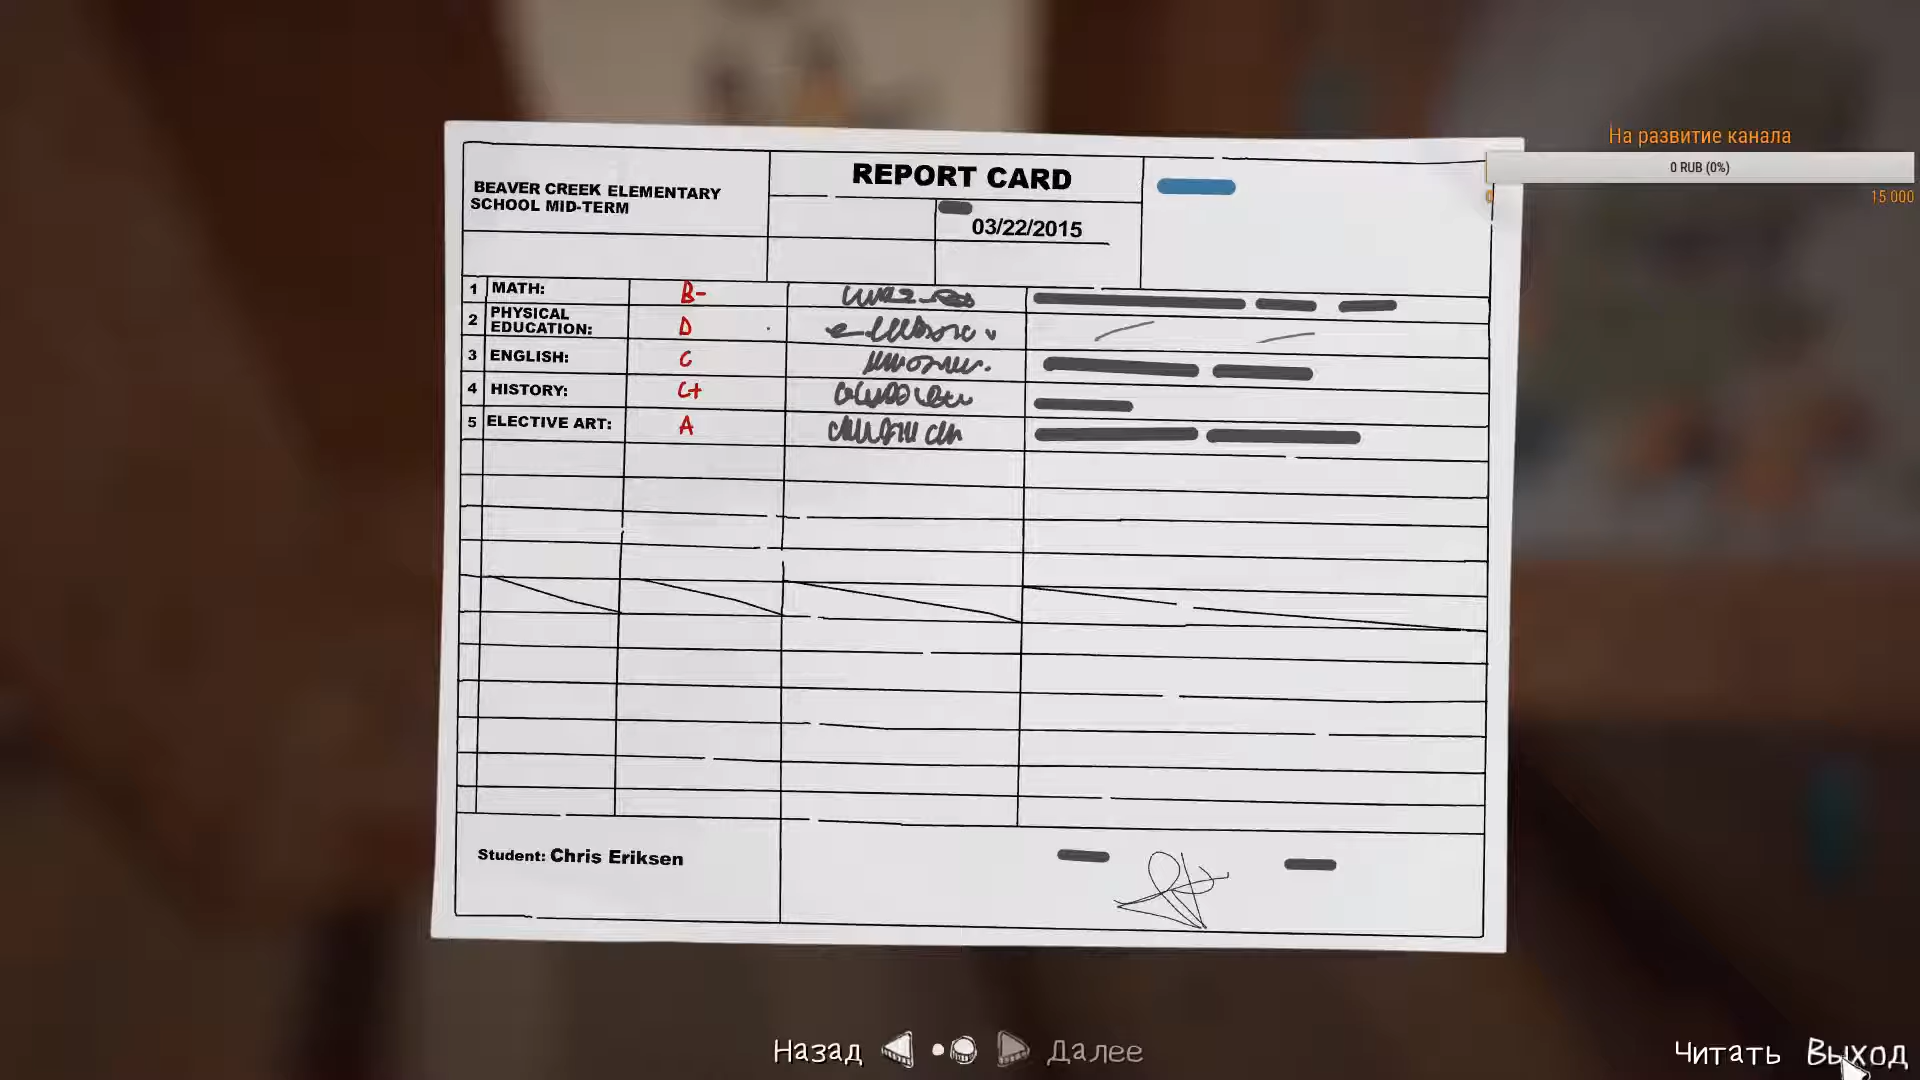 На развитие канала
0 RUB (0%)
15 000
BEAVER CREEK ELEMENTARY
SCHOOL MID-TERM
REPORT CARD
03/22/2015
1 MATH: B-
2 PHYSICAL
EDUCATION: D
3 ENGLISH: C
4 HISTORY: C+
5 ELECTIVE ART: A
Student: Chris Eriksen
Назад Далее
Читать Выход